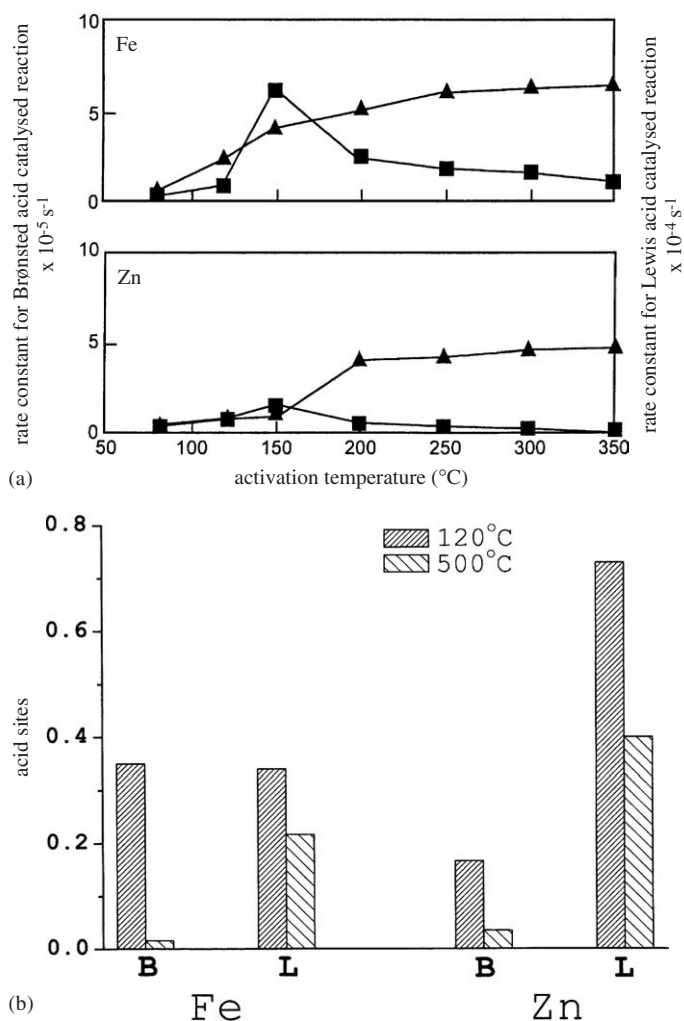 rate constant for Brønsted acid catalysed reaction
x 10-5 s-1
10
Fe
5
0
10
Zn
5
0
50 100 150 200 250 300 350
activation temperature (°C)
rate constant for Lewis acid catalysed reaction
x 10-4 s-1
(a)
0.8
120°C
500°C
0.6
acid sites
0.4
0.2
0.0
B L B L
Fe Zn
(b)